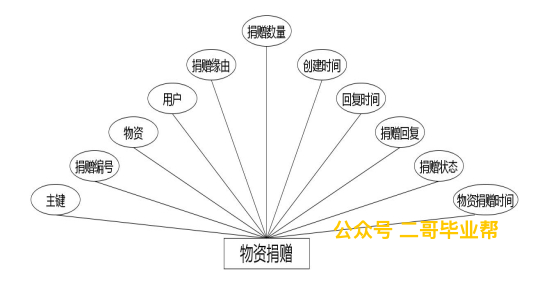 捐赠数量
捐赠缘由
创建时间
用户
回复时间
物资
捐赠回复
捐赠编号
捐赠状态
主键
物资捐赠时间
公众号 二哥毕业帮
物资捐赠